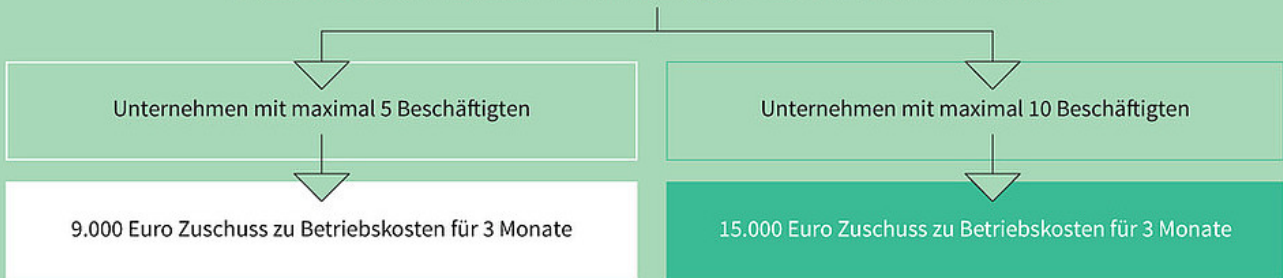 Unternehmen mit maximal 5 Beschäftigten
Unternehmen mit maximal 10 Beschäftigten
9.000 Euro Zuschuss zu Betriebskosten für 3 Monate
15.000 Euro Zuschuss zu Betriebskosten für 3 Monate